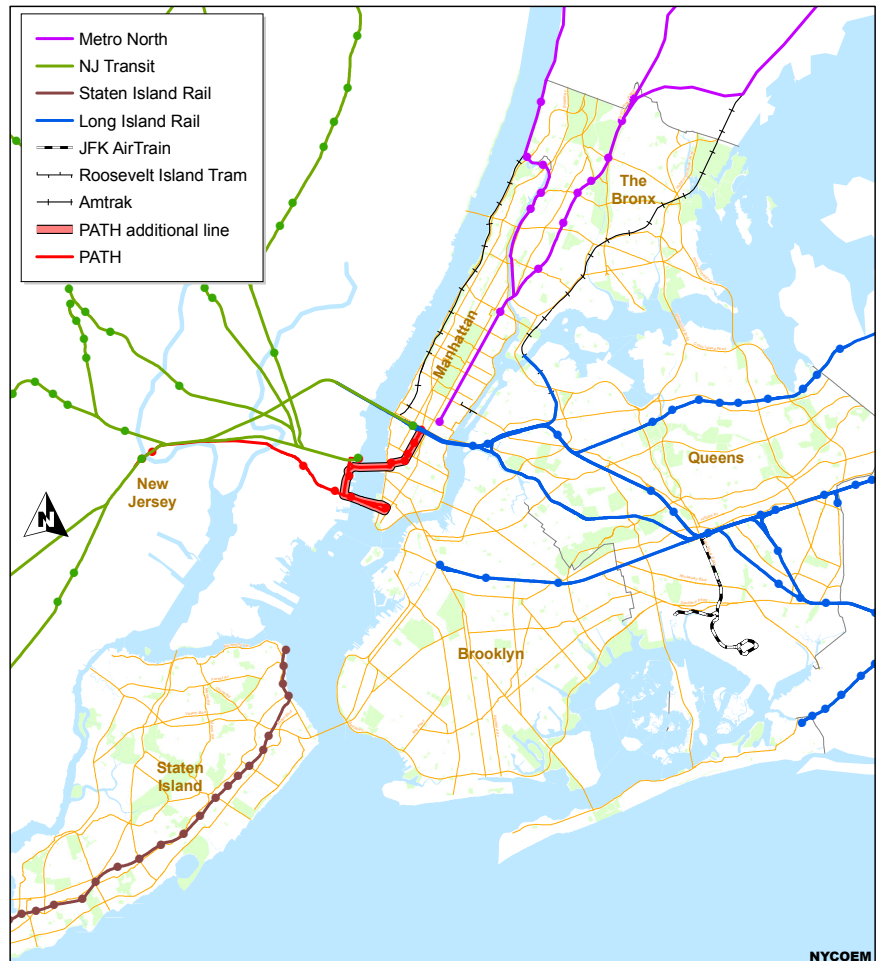 Metro North
NJ Transit
Staten Island Rail
Long Island Rail
JFK AirTrain
Roosevelt Island Tram
Amtrak
PATH additional line
PATH
The
Bronx
Manhattan
Queens
New
Jersey
N
Brooklyn
Staten
Island
NYCOEM